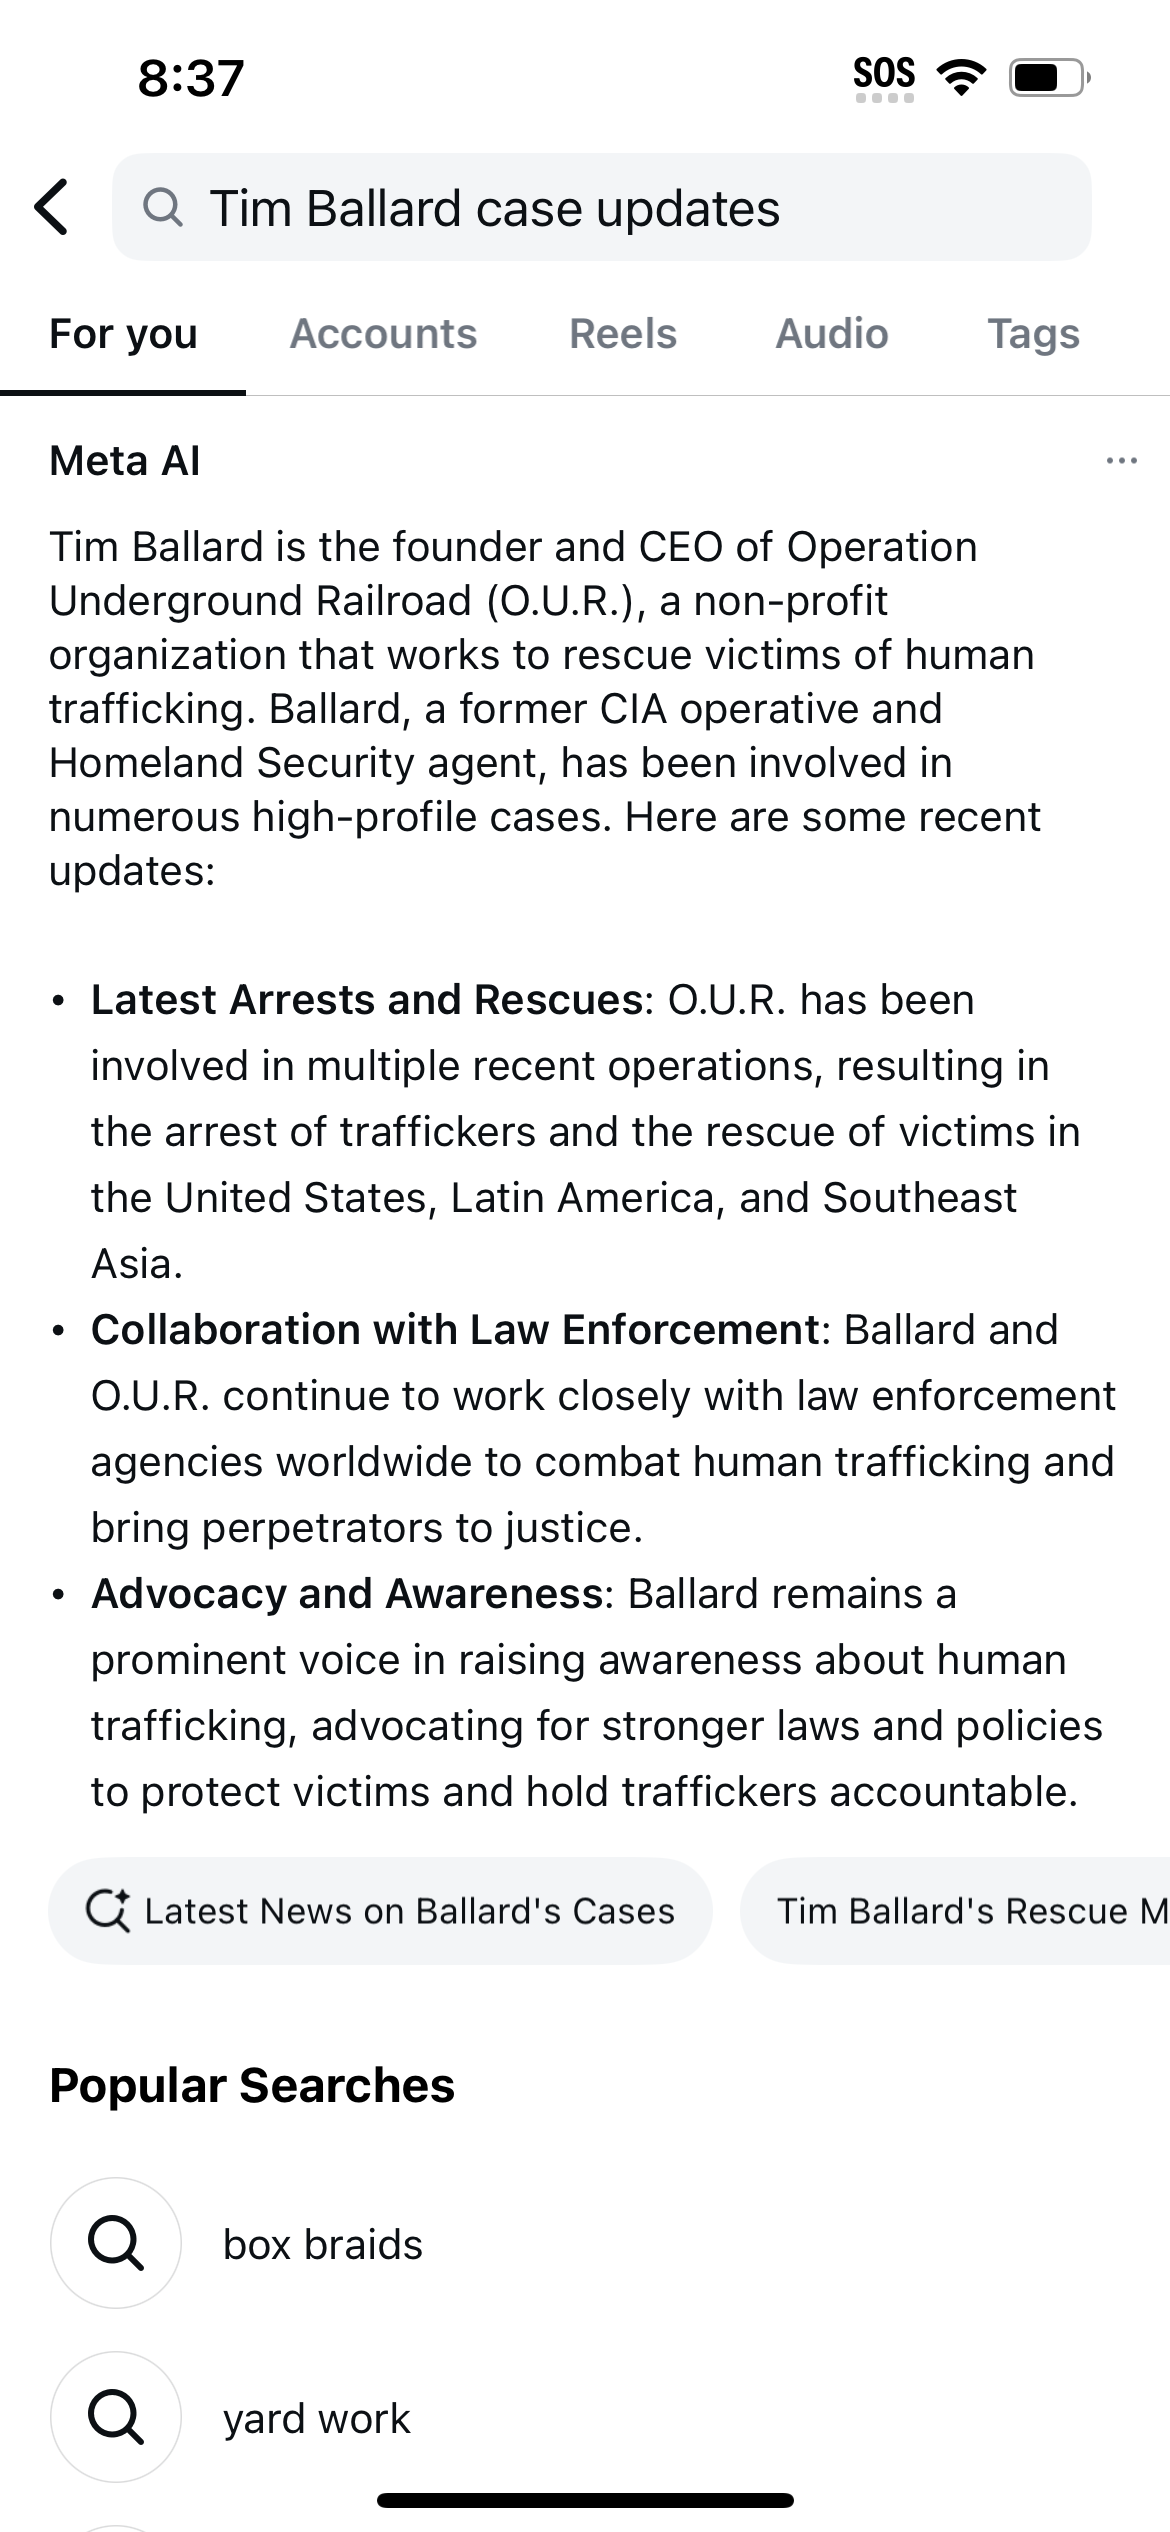 8:37
SOS
Tim Ballard case updates
For you
Accounts
Reels
Audio
Tags
Meta AI
Tim Ballard is the founder and CEO of Operation
Underground Railroad (O.U.R.), a non-profit
organization that works to rescue victims of human
trafficking. Ballard, a former CIA operative and
Homeland Security agent, has been involved in
numerous high-profile cases. Here are some recent
updates:
• Latest Arrests and Rescues: O.U.R. has been
involved in multiple recent operations, resulting in
the arrest of traffickers and the rescue of victims in
the United States, Latin America, and Southeast
Asia.
• Collaboration with Law Enforcement: Ballard and
O.U.R. continue to work closely with law enforcement
agencies worldwide to combat human trafficking and
bring perpetrators to justice.
• Advocacy and Awareness: Ballard remains a
prominent voice in raising awareness about human
trafficking, advocating for stronger laws and policies
to protect victims and hold traffickers accountable.
Latest News on Ballard's Cases
Tim Ballard's Rescue M
Popular Searches
box braids
yard work